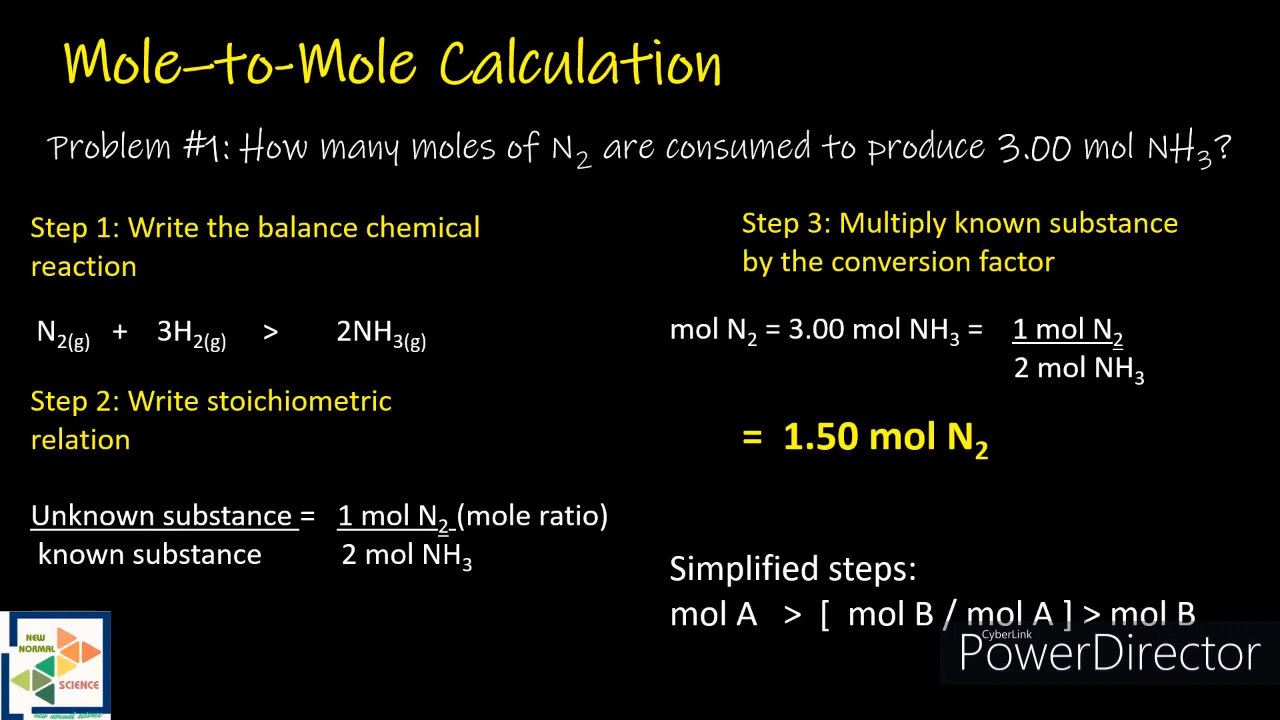 Mole–to-Mole Calculation
Problem #1: How many moles of N₂ are consumed to produce 3.00 mol NH₃?
Step 1: Write the balance chemical
reaction
N₂(g) + 3H₂(g) > 2NH₃(g)
Step 2: Write stoichiometric
relation
Unknown substance = 1 mol N₂ (mole ratio)
known substance 2 mol NH₃
Step 3: Multiply known substance
by the conversion factor
mol N₂ = 3.00 mol NH₃ = 1 mol N₂
2 mol NH₃
= 1.50 mol N₂
Simplified steps:
mol A > [ mol B / mol A ] > mol B
NEW
NORMAL
SCIENCE
new normal science
CyberLink
PowerDirector